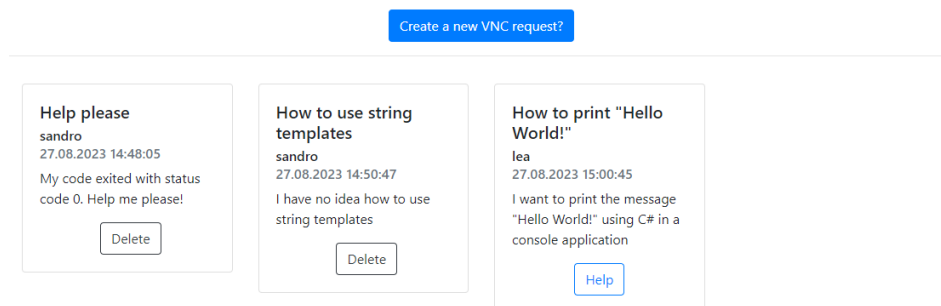 Create a new VNC request?
Help please
sandro
27.08.2023 14:48:05
My code exited with status
code 0. Help me please!
Delete
How to use string
templates
sandro
27.08.2023 14:50:47
I have no idea how to use
string templates
Delete
How to print "Hello
World!"
lea
27.08.2023 15:00:45
I want to print the message
"Hello World!" using C# in a
console application
Help